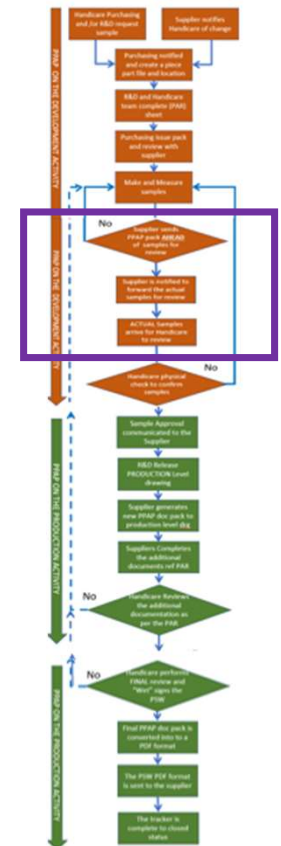 Handicare Purchasing
and /or R&D request
sample
Supplier notifies
Handicare of change
Purchasing notified
and create a piece
part file and location
R&D and Handicare
team complete (PAR)
sheet
Purchasing issue pack
and review with
supplier
Make and Measure
samples
No
Supplier sends
PPAP pack AHEAD
of samples for
review
Supplier is notified to
forward the actual
samples for review
ACTUAL Samples
arrive for Handicare
to review
No
Handicare physical
check to confirm
samples
PPAP ON THE DEVELOPMENT ACTIVITY
PPAP ON THE DEVELOPMENT ACTIVITY
Sample Approval
communicated to the
Supplier
R&D Release
PRODUCTION Level
drawing
Supplier generates
new PPAP doc pack to
production level drg
Suppliers Completes
the additional
documents ref PAR
No
Handicare Reviews
the additional
documentation as
per the PAR
PPAP ON THE PRODUCTION ACTIVITY
No
Handicare performs
FINAL review and
"Wet" signs the
PSW
Final PPAP doc pack is
converted into to a
PDF format
The PSW PDF format
is sent to the supplier
The tracker is
complete to closed
status
PPAP ON THE PRODUCTION ACTIVITY